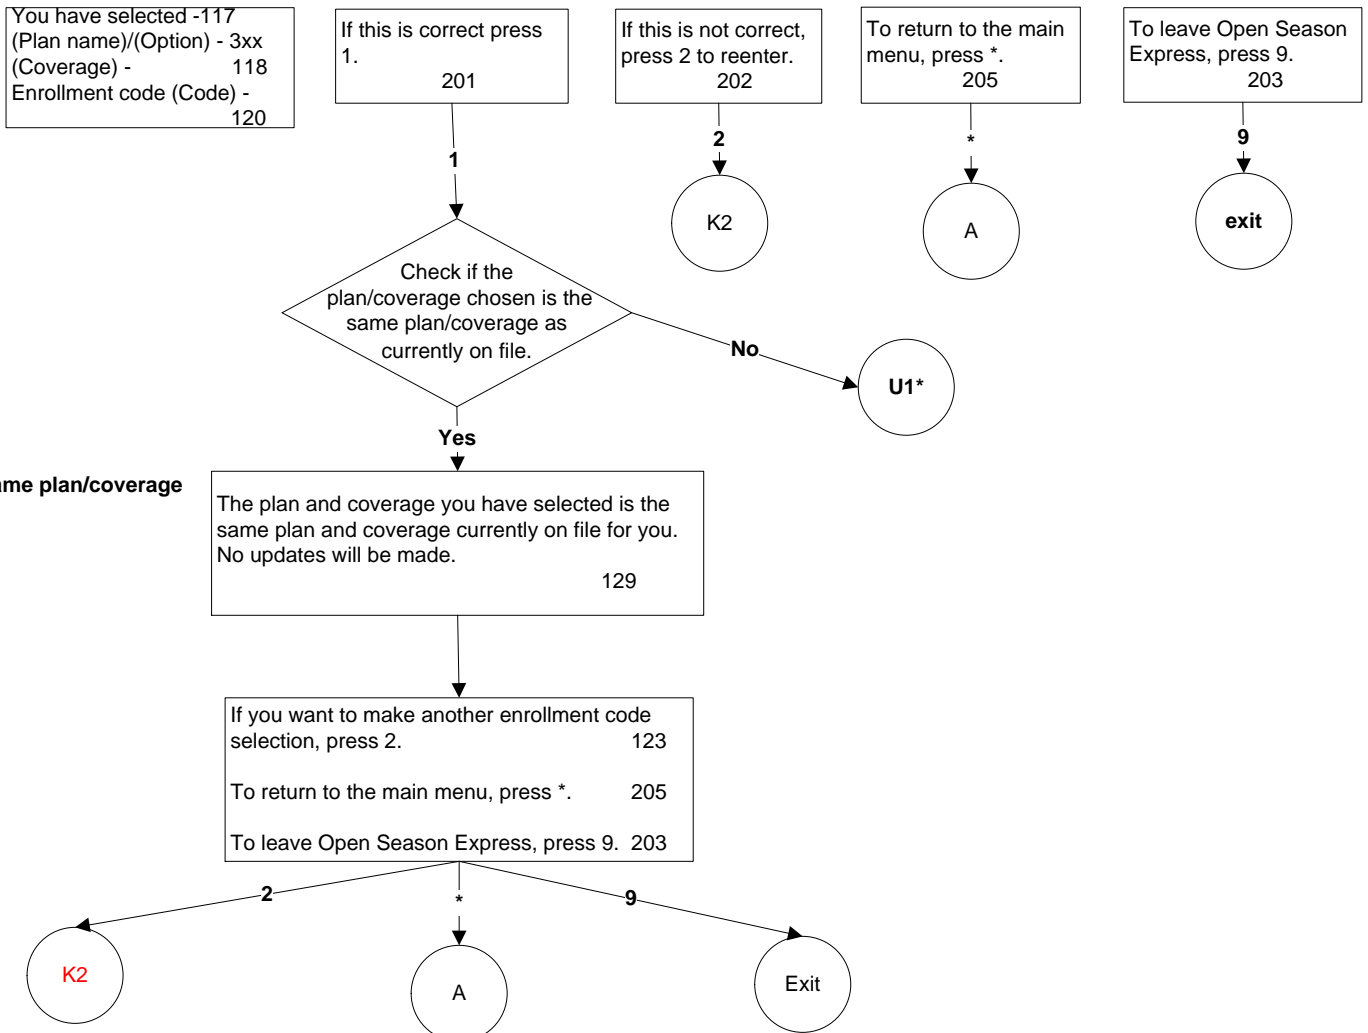 You have selected -117
(Plan name)/(Option) - 3xx
(Coverage) - 118
Enrollment code (Code) -
120
If this is correct press
1.
201
If this is not correct,
press 2 to reenter.
202
To return to the main
menu, press *.
205
To leave Open Season
Express, press 9.
203
1
2
*
9
K2
A
exit
Check if the
plan/coverage chosen is the
same plan/coverage as
currently on file.
No
U1*
Yes
ame plan/coverage
The plan and coverage you have selected is the
same plan and coverage currently on file for you.
No updates will be made.
129
If you want to make another enrollment code
selection, press 2. 123
To return to the main menu, press *. 205
To leave Open Season Express, press 9. 203
2
*
9
K2
A
Exit